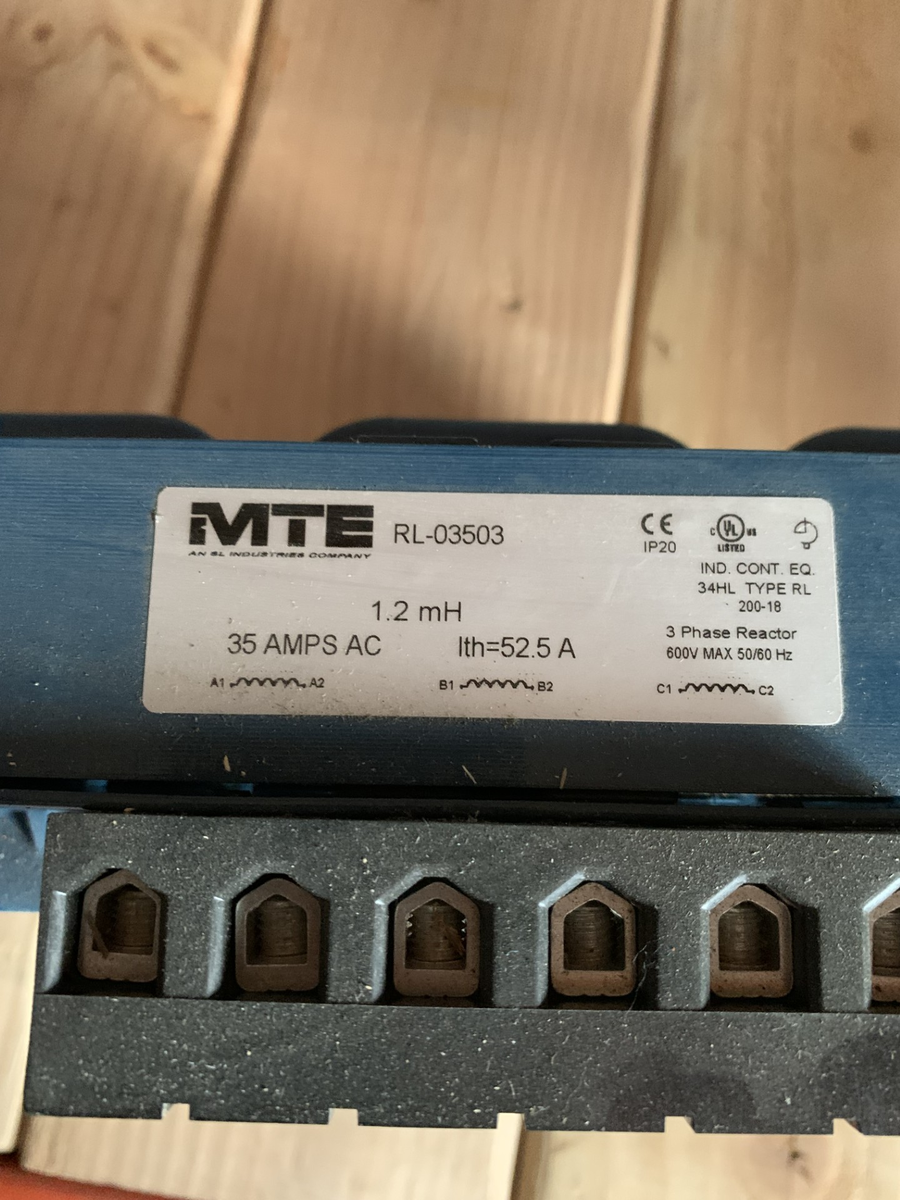 MTE RL-03503
AN SL INDUSTRIES COMPANY
CE
IP20
C UL US
LISTED
IND. CONT. EQ.
34HL TYPE RL
200-18
1.2 mH
35 AMPS AC Ith=52.5 A
3 Phase Reactor
600V MAX 50/60 Hz
A1 A2 B1 B2 C1 C2